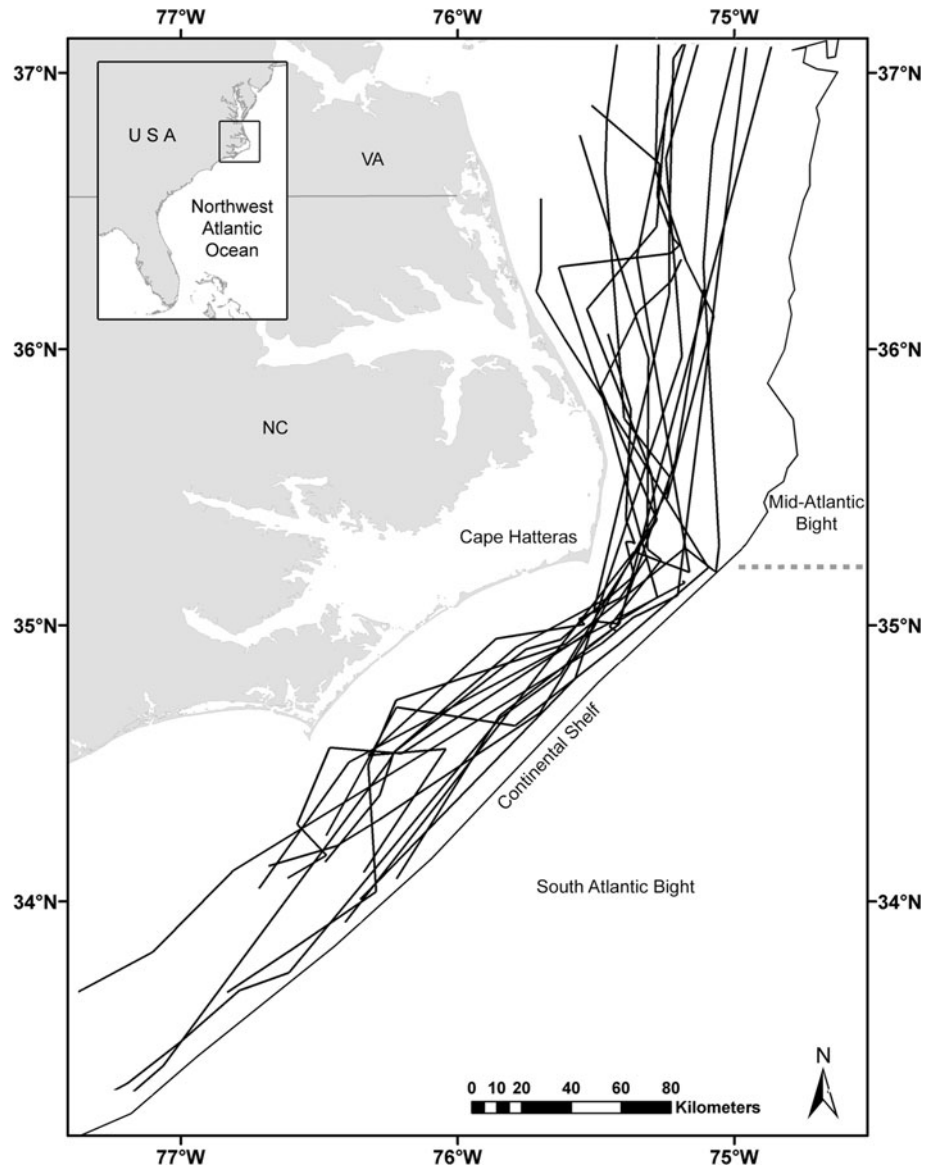 77°W 76°W 75°W
37°N 37°N
U S A
VA
Northwest
Atlantic
Ocean
36°N 36°N
NC
Mid-Atlantic
Bight
Cape Hatteras
35°N 35°N
Continental Shelf
34°N 34°N
South Atlantic Bight
N
0 10 20 40 60 80
Kilometers
77°W 76°W 75°W